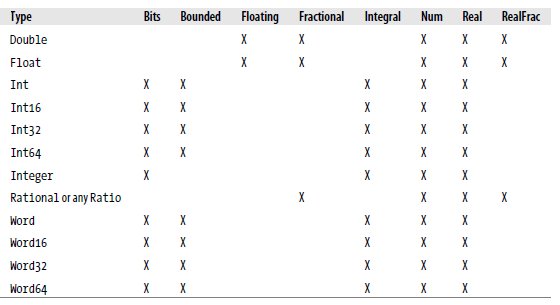 Type Bits Bounded Floating Fractional Integral Num Real RealFrac
Double X X X X X
Float X X X X X
Int X X X X X
Int16 X X X X X
Int32 X X X X X
Int64 X X X X X
Integer X X X X
Rational or any Ratio X X X X
Word X X X X X
Word16 X X X X X
Word32 X X X X X
Word64 X X X X X